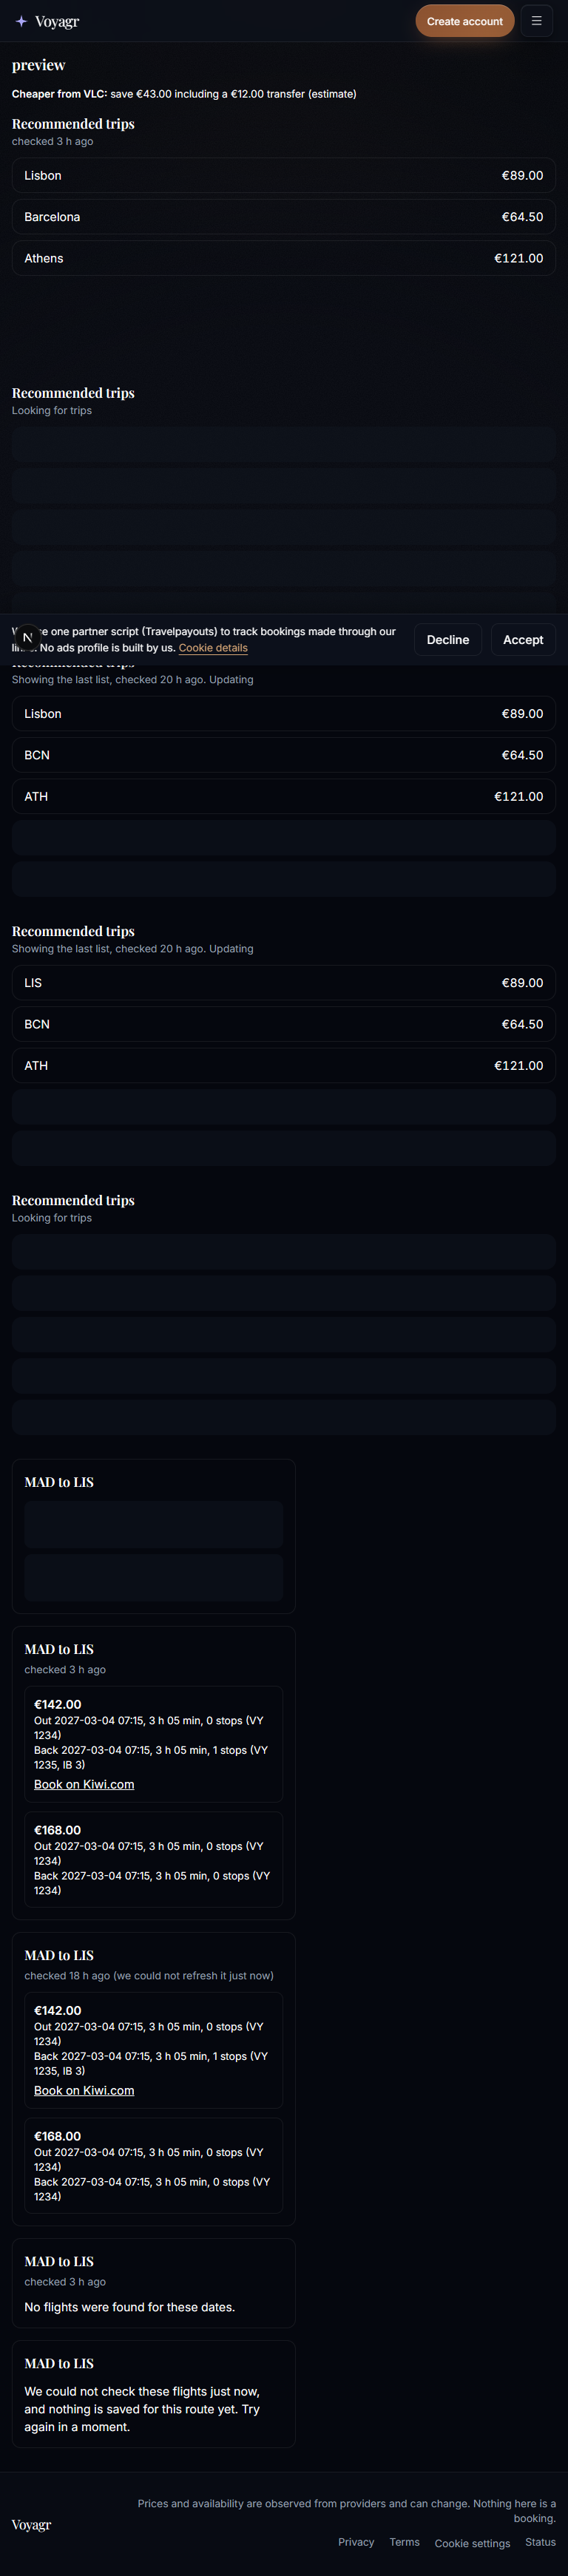 Voyagr
Create account
preview
Cheaper from VLC: save €43.00 including a €12.00 transfer (estimate)
Recommended trips
checked 3 h ago
Lisbon €89.00
Barcelona €64.50
Athens €121.00
Recommended trips
Looking for trips
N
one partner script (Travelpayouts) to track bookings made through our
No ads profile is built by us. Cookie details
Decline
Accept
Showing the last list, checked 20 h ago. Updating
Lisbon €89.00
BCN €64.50
ATH €121.00
Recommended trips
Showing the last list, checked 20 h ago. Updating
LIS €89.00
BCN €64.50
ATH €121.00
Recommended trips
Looking for trips
MAD to LIS
MAD to LIS
checked 3 h ago
€142.00
Out 2027-03-04 07:15, 3 h 05 min, 0 stops (VY
1234)
Back 2027-03-04 07:15, 3 h 05 min, 1 stops (VY
1235, IB 3)
Book on Kiwi.com
€168.00
Out 2027-03-04 07:15, 3 h 05 min, 0 stops (VY
1234)
Back 2027-03-04 07:15, 3 h 05 min, 0 stops (VY
1234)
MAD to LIS
checked 18 h ago (we could not refresh it just now)
€142.00
Out 2027-03-04 07:15, 3 h 05 min, 0 stops (VY
1234)
Back 2027-03-04 07:15, 3 h 05 min, 1 stops (VY
1235, IB 3)
Book on Kiwi.com
€168.00
Out 2027-03-04 07:15, 3 h 05 min, 0 stops (VY
1234)
Back 2027-03-04 07:15, 3 h 05 min, 0 stops (VY
1234)
MAD to LIS
checked 3 h ago
No flights were found for these dates.
MAD to LIS
We could not check these flights just now,
and nothing is saved for this route yet. Try
again in a moment.
Voyagr
Prices and availability are observed from providers and can change. Nothing here is a
booking.
Privacy Terms Cookie settings Status